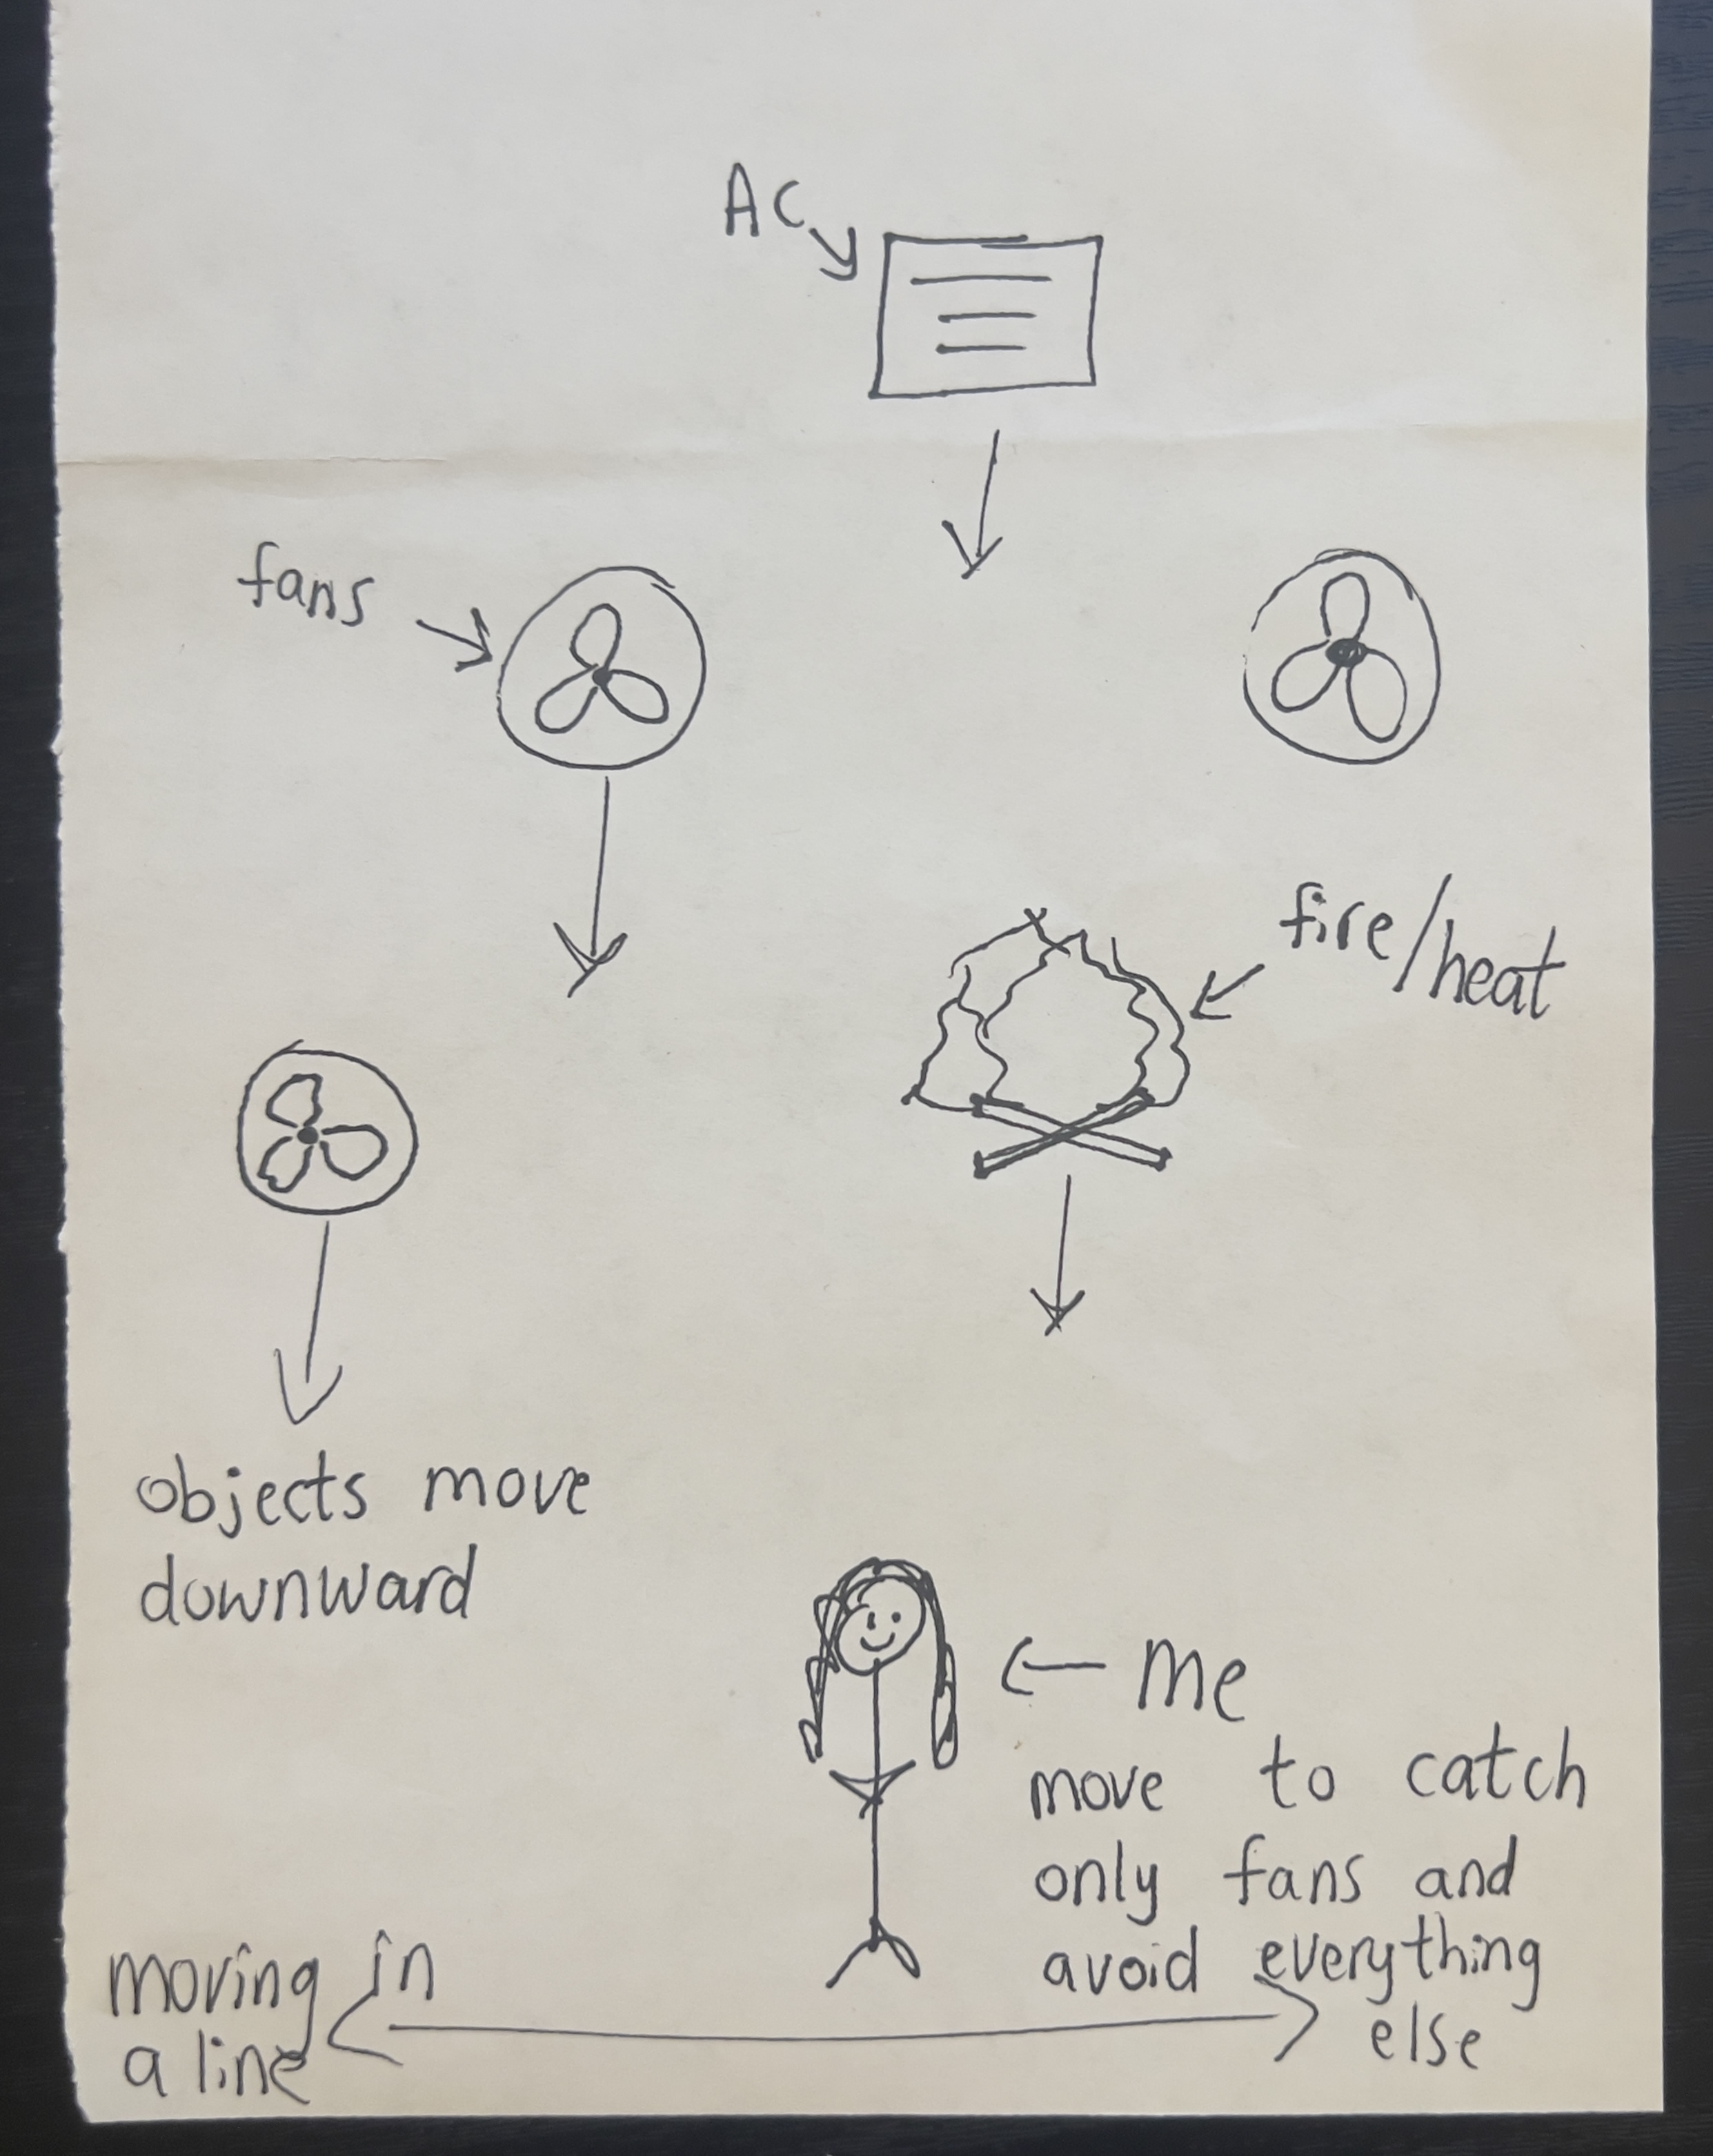 AC
fans
fire/heat
objects move
downward
me
move to catch
only fans and
avoid everything
else
moving in
a line